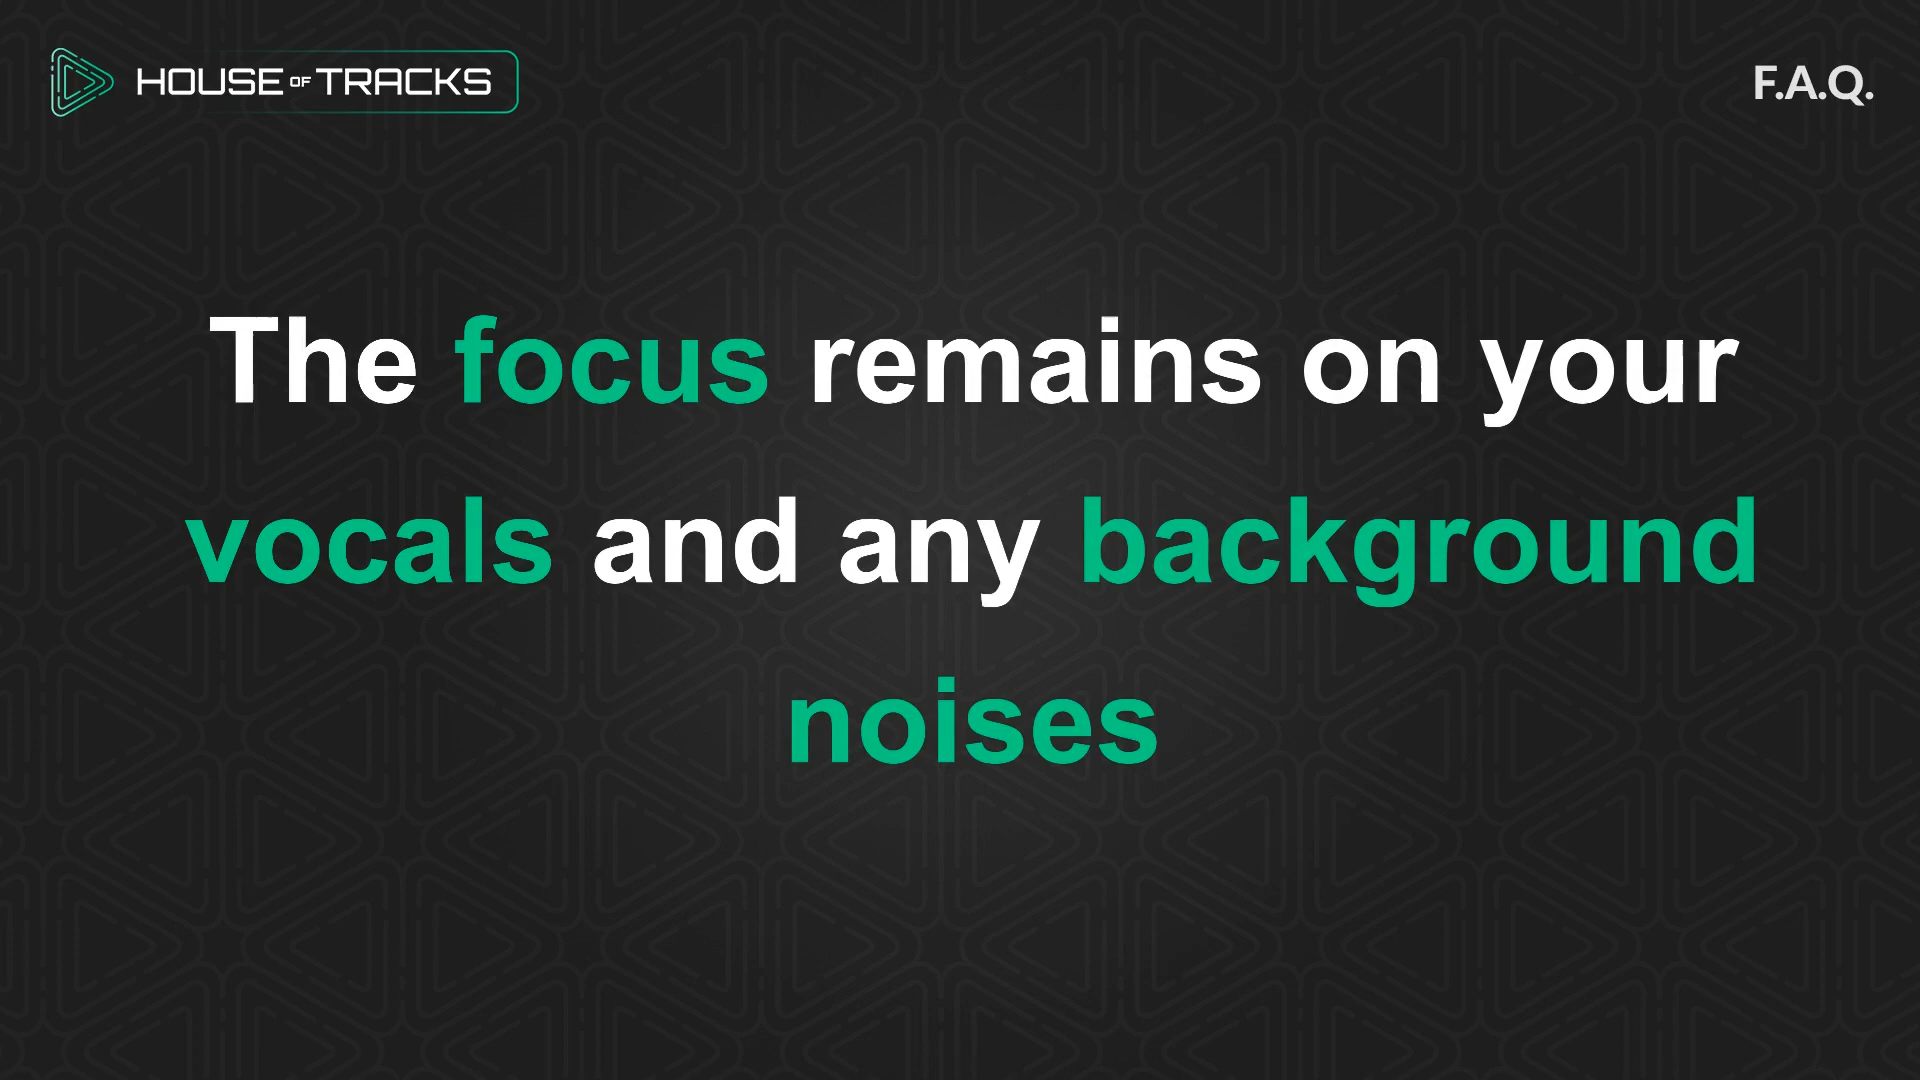 HOUSE OF TRACKS
F.A.Q.
The focus remains on your
vocals and any background
noises